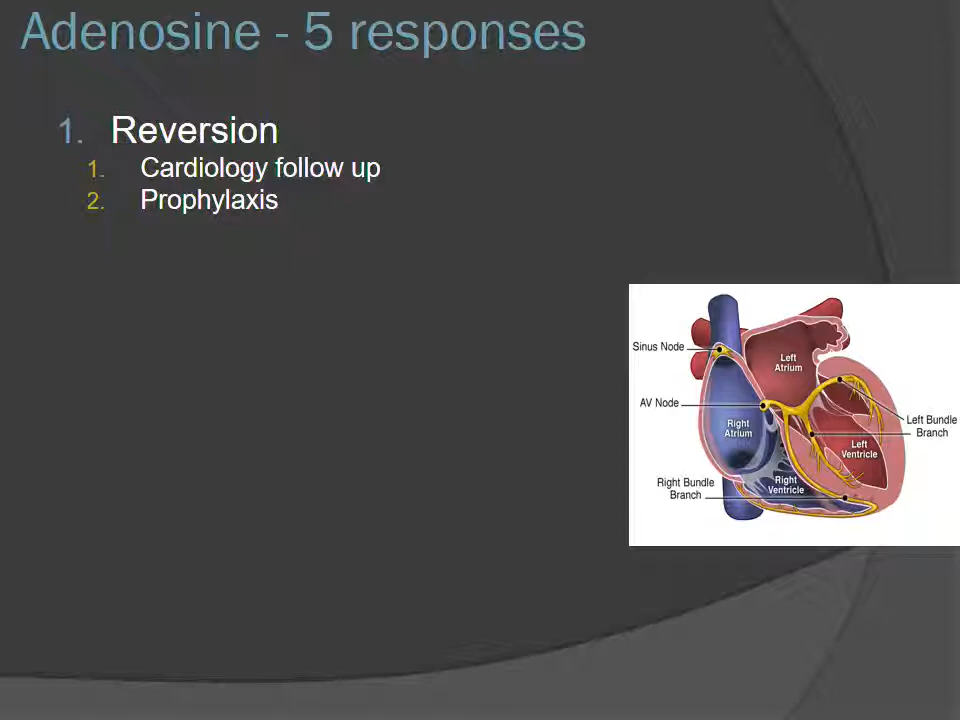 Adenosine - 5 responses
1. Reversion
1. Cardiology follow up
2. Prophylaxis
Sinus Node
Left
Atrium
AV Node
Right
Atrium
Left Bundle
Branch
Left
Ventricle
Right Bundle
Branch
Right
Ventricle